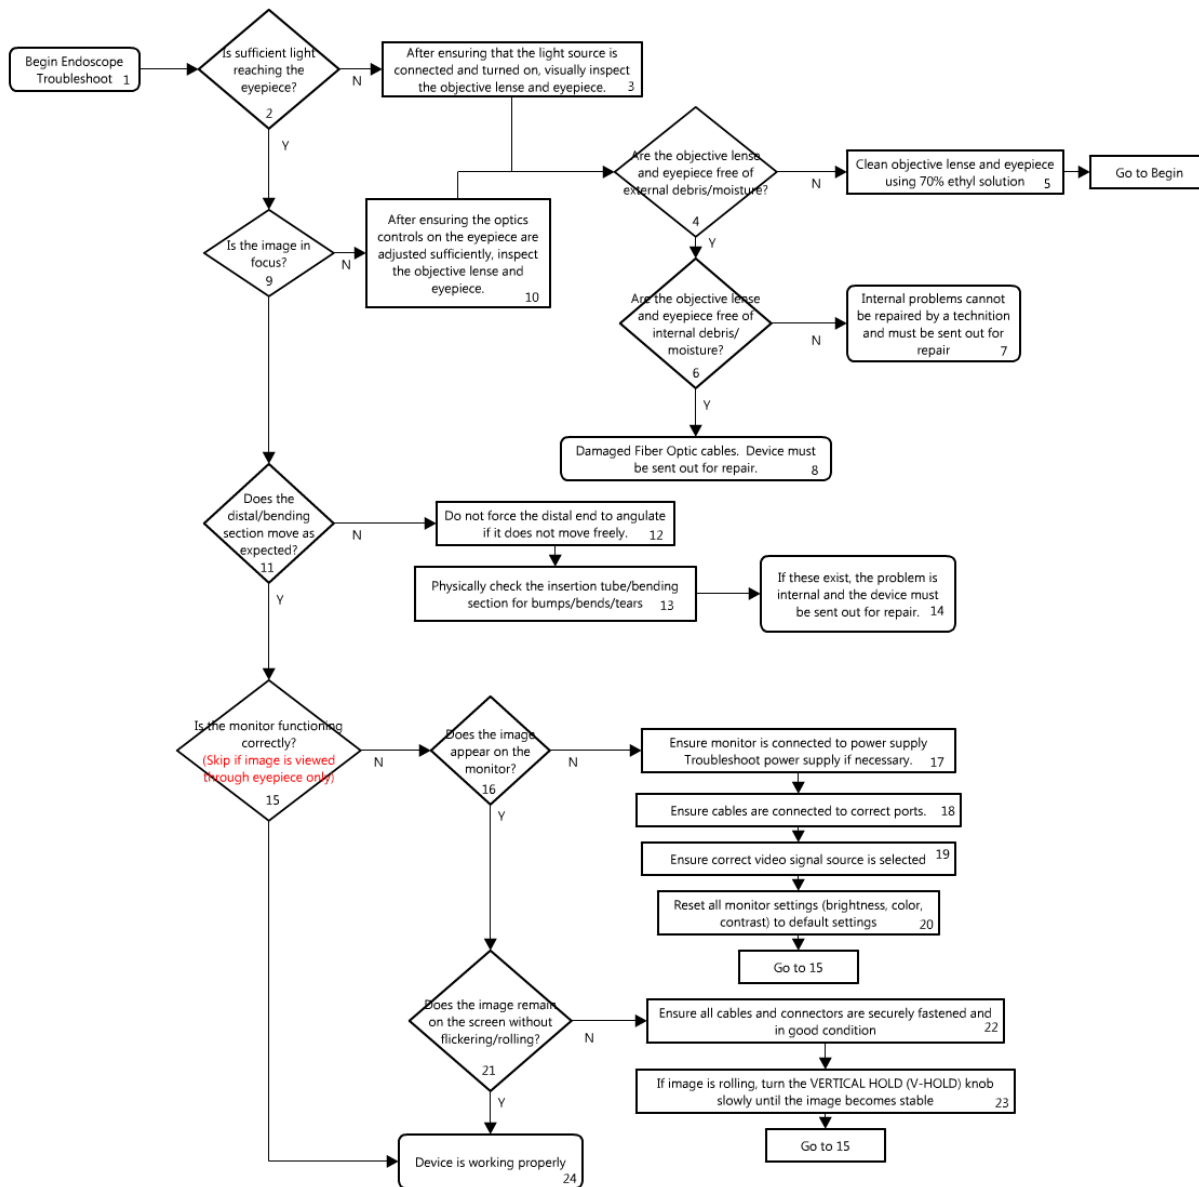 Begin Endoscope
Troubleshoot 1
Is sufficient light
reaching the
eyepiece?
2
N
Y
After ensuring that the light source is
connected and turned on, visually inspect
the objective lense and eyepiece.
3
Are the objective lense
and eyepiece free of
external debris/moisture?
4
N
Y
Clean objective lense and eyepiece
using 70% ethyl solution 5
Go to Begin
Is the image in
focus?
9
N
After ensuring the optics
controls on the eyepiece are
adjusted sufficiently, inspect
the objective lense and
eyepiece.
10
Are the objective lense
and eyepiece free of
internal debris/
moisture?
6
N
Y
Internal problems cannot
be repaired by a technition
and must be sent out for
repair 7
Damaged Fiber Optic cables. Device must
be sent out for repair. 8
Does the
distal/bending
section move as
expected?
11
N
Y
Do not force the distal end to angulate
if it does not move freely. 12
Physically check the insertion tube/bending
section for bumps/bends/tears 13
If these exist, the problem is
internal and the device must
be sent out for repair. 14
Is the monitor functioning
correctly?
(Skip if image is viewed
through eyepiece only)
15
N
Does the image
appear on the
monitor?
16
N
Y
Ensure monitor is connected to power supply
Troubleshoot power supply if necessary. 17
Ensure cables are connected to correct ports. 18
Ensure correct video signal source is selected 19
Reset all monitor settings (brightness, color,
contrast) to default settings 20
Go to 15
Does the image remain
on the screen without
flickering/rolling?
21
N
Y
Ensure all cables and connectors are securely fastened and
in good condition 22
If image is rolling, turn the VERTICAL HOLD (V-HOLD) knob
slowly until the image becomes stable 23
Go to 15
Device is working properly
24